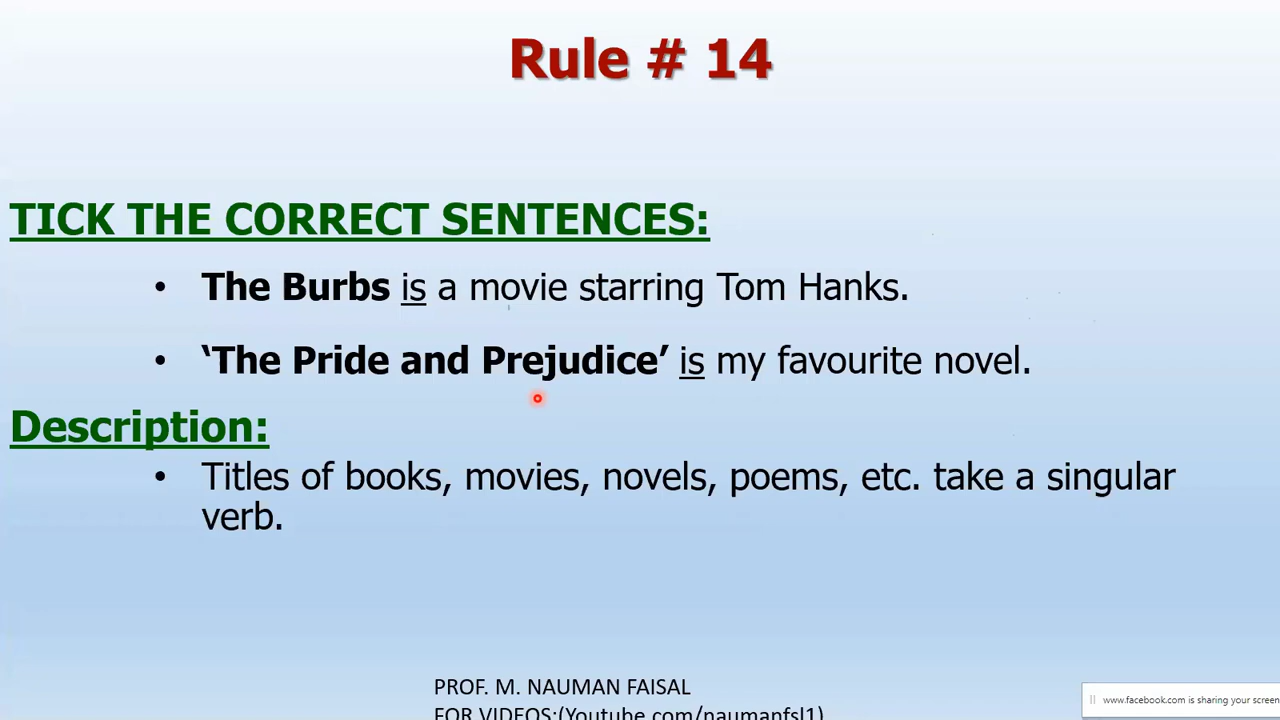 Rule # 14
TICK THE CORRECT SENTENCES:
• The Burbs is a movie starring Tom Hanks.
• ‘The Pride and Prejudice’ is my favourite novel.
Description:
• Titles of books, movies, novels, poems, etc. take a singular
verb.
PROF. M. NAUMAN FAISAL
FOR VIDEOS:(Youtube.com/naumanfsl1)
www.facebook.com is sharing your screen